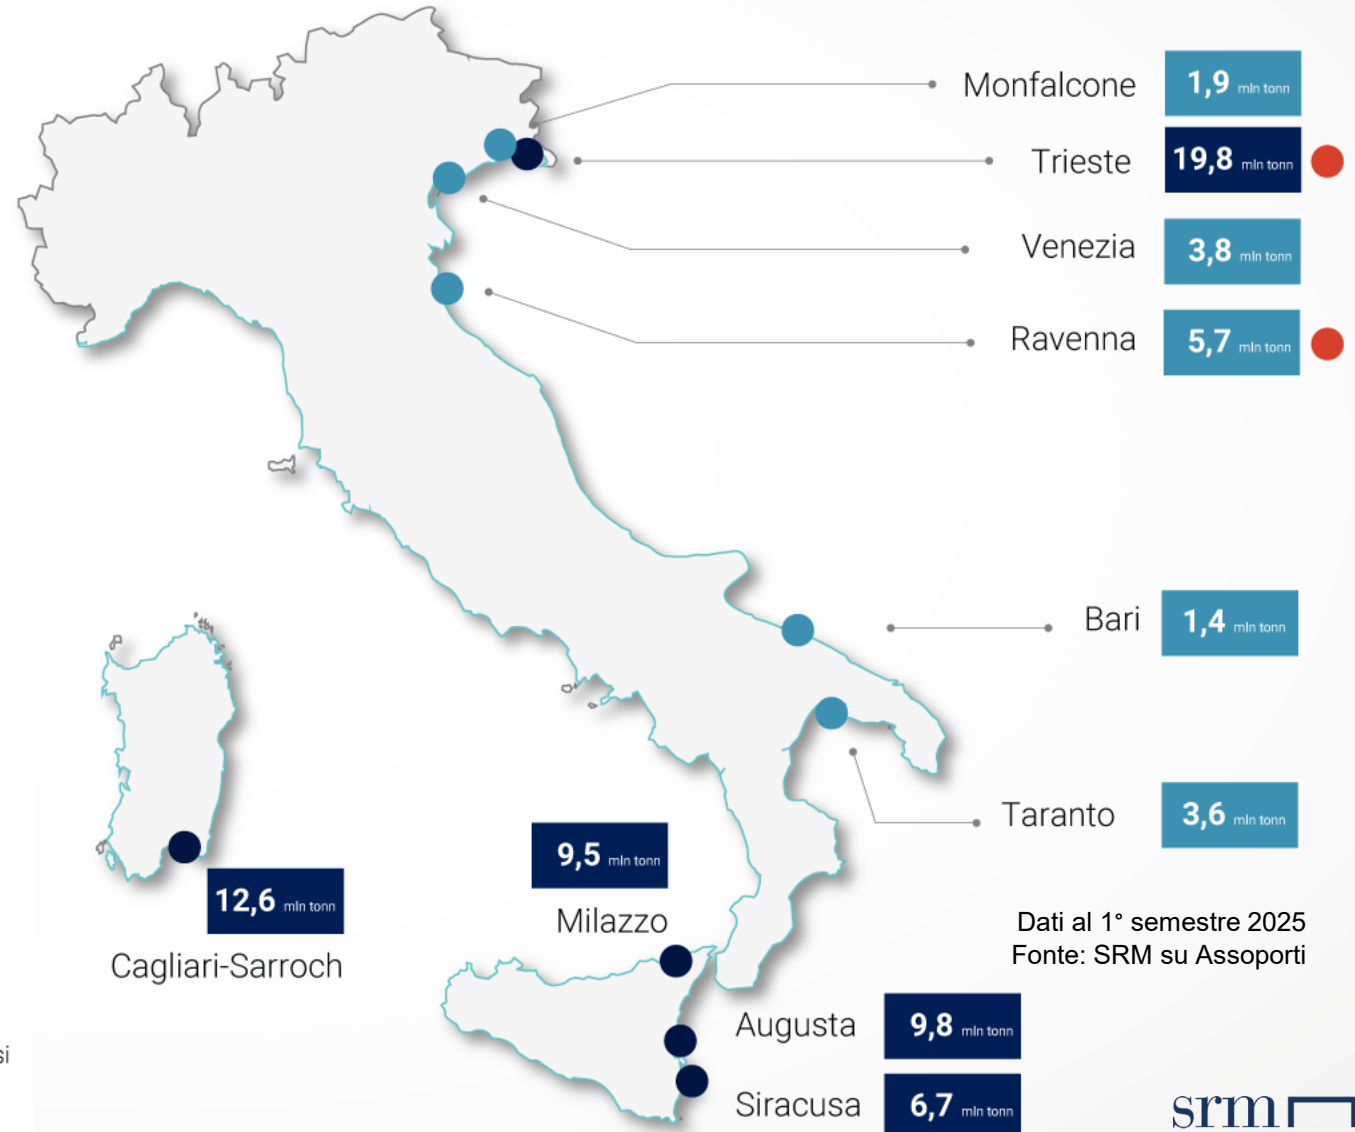 Monfalcone 1,9 mln tonn
Trieste 19,8 mln tonn
Venezia 3,8 mln tonn
Ravenna 5,7 mln tonn
Bari 1,4 mln tonn
Taranto 3,6 mln tonn
9,5 mln tonn
Milazzo
12,6 mln tonn
Cagliari-Sarroch
Dati al 1° semestre 2025
Fonte: SRM su Assoporti
Augusta 9,8 mln tonn
si
Siracusa 6,7 mln tonn
srm